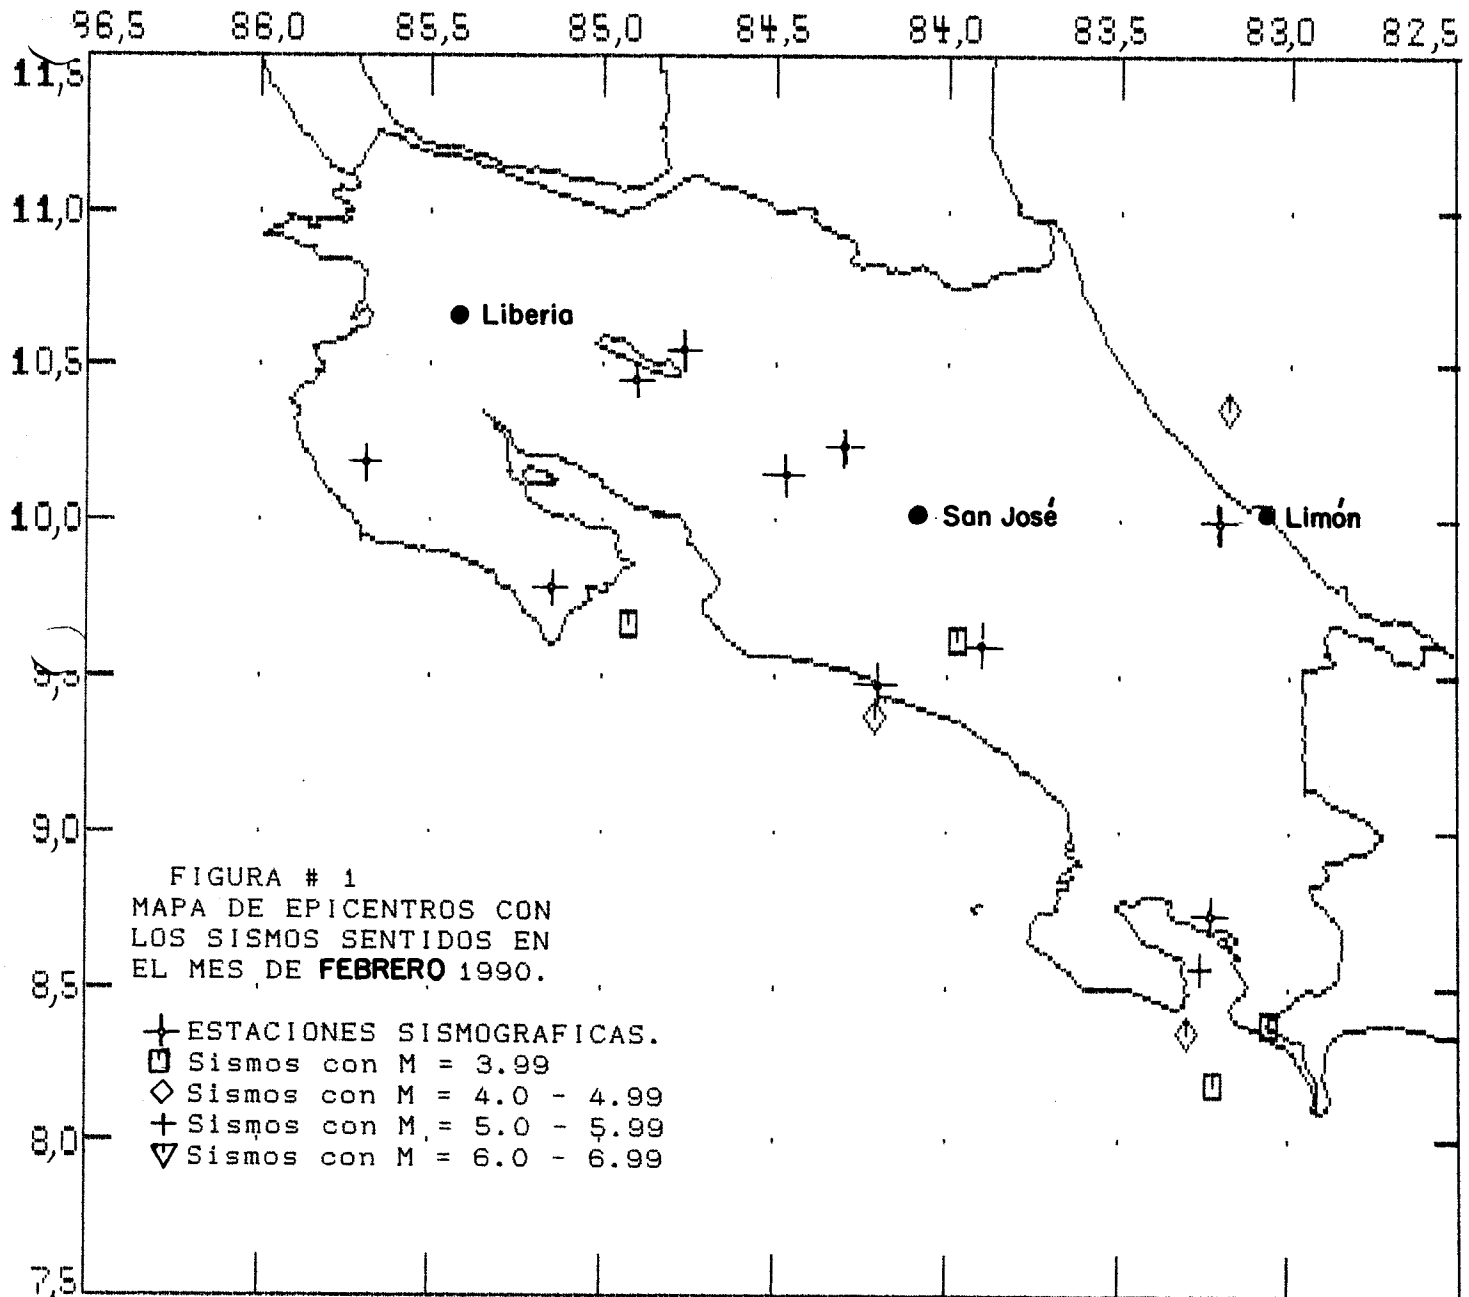 86,5 86,0 85,5 85,0 84,5 84,0 83,5 83,0 82,5
11,5
11,0
Liberia
10,5
10,0
San José
Limón
9,5
9,0
FIGURA # 1
MAPA DE EPICENTROS CON
LOS SISMOS SENTIDOS EN
EL MES DE FEBRERO 1990.
8,5
ESTACIONES SISMOGRAFICAS.
Sismos con M = 3.99
Sismos con M = 4.0 - 4.99
Sismos con M = 5.0 - 5.99
8,0
Sismos con M = 6.0 - 6.99
7,5